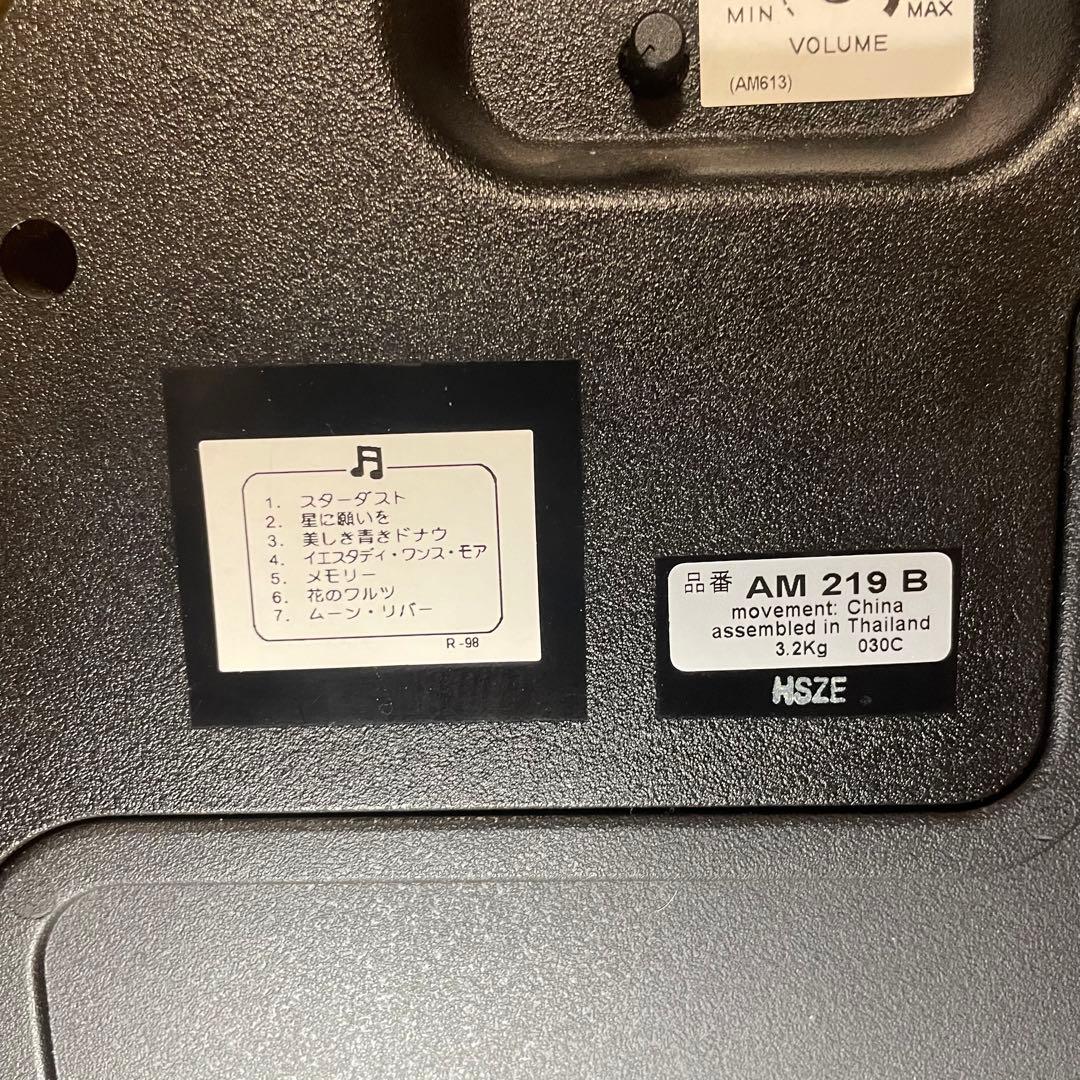 MIN MAX
VOLUME
(AM613)
1. スターダスト
2. 星に願いを
3. 美しき青きドナウ
4. イエスタディ・ワンス・モア
5. メモリー
6. 花のワルツ
7. ムーン・リバー
R-98
品番 AM 219 B
movement: China
assembled in Thailand
3.2Kg 030C
HSZE